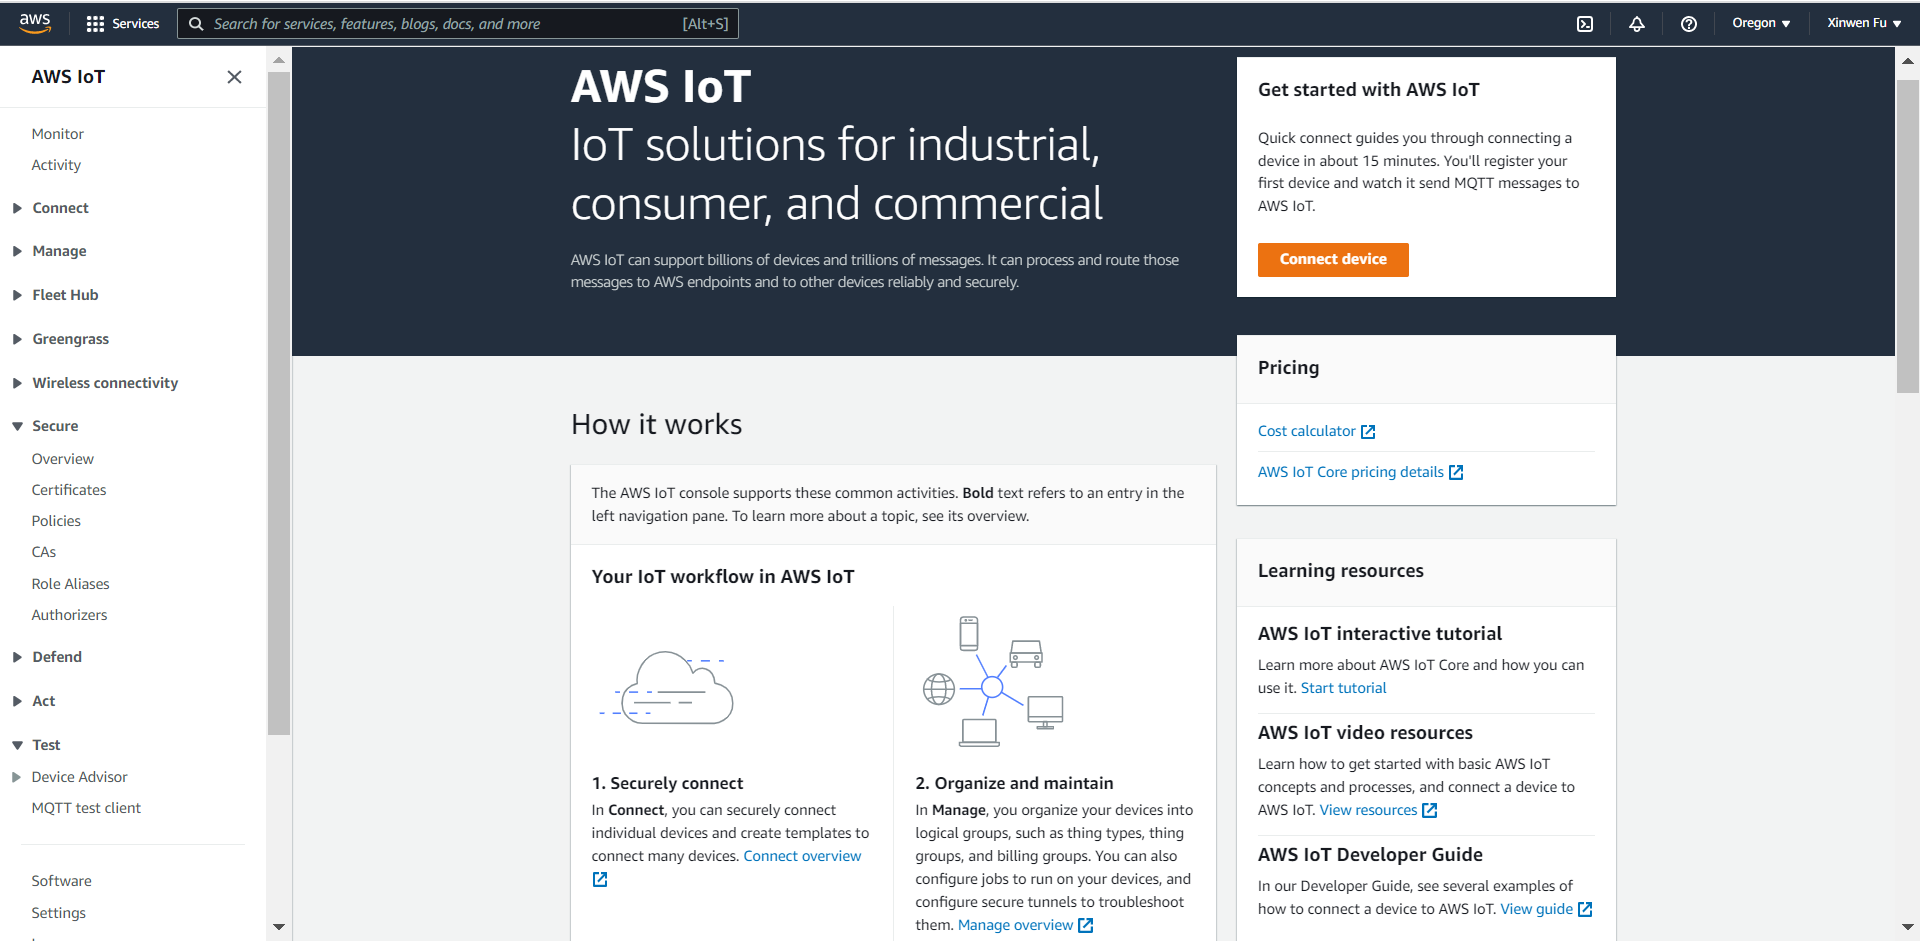 aws
Services
Search for services, features, blogs, docs, and more
[Alt+S]
Oregon
Xinwen Fu
AWS IoT
Monitor
Activity
Connect
Manage
Fleet Hub
Greengrass
Wireless connectivity
Secure
Overview
Certificates
Policies
CAs
Role Aliases
Authorizers
Defend
Act
Test
Device Advisor
MQTT test client
Software
Settings
AWS IoT
IoT solutions for industrial,
consumer, and commercial
AWS IoT can support billions of devices and trillions of messages. It can process and route those
messages to AWS endpoints and to other devices reliably and securely.
Get started with AWS IoT
Quick connect guides you through connecting a
device in about 15 minutes. You'll register your
first device and watch it send MQTT messages to
AWS IoT.
Connect device
Pricing
Cost calculator
AWS IoT Core pricing details
How it works
The AWS IoT console supports these common activities. Bold text refers to an entry in the
left navigation pane. To learn more about a topic, see its overview.
Your IoT workflow in AWS IoT
1. Securely connect
In Connect, you can securely connect
individual devices and create templates to
connect many devices. Connect overview
2. Organize and maintain
In Manage, you organize your devices into
logical groups, such as thing types, thing
groups, and billing groups. You can also
configure jobs to run on your devices, and
configure secure tunnels to troubleshoot
them. Manage overview
Learning resources
AWS IoT interactive tutorial
Learn more about AWS IoT Core and how you can
use it. Start tutorial
AWS IoT video resources
Learn how to get started with basic AWS IoT
concepts and processes, and connect a device to
AWS IoT. View resources
AWS IoT Developer Guide
In our Developer Guide, see several examples of
how to connect a device to AWS IoT. View guide